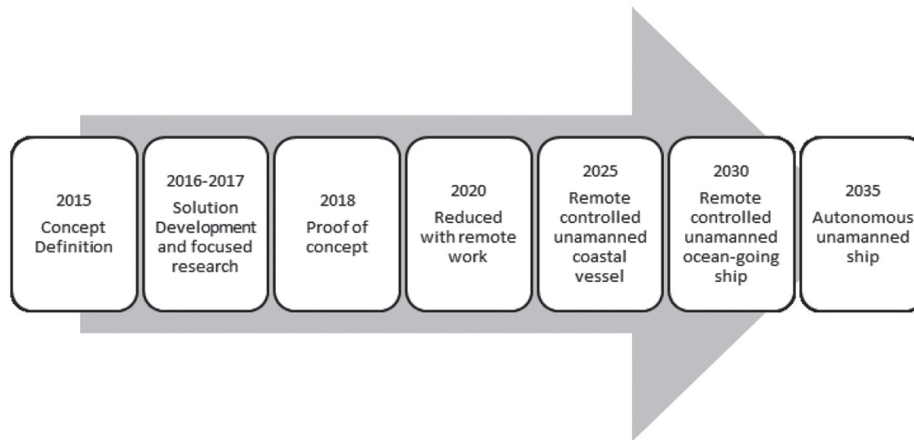 2015
Concept
Definition
2016-2017
Solution
Development
and focused
research
2018
Proof of
concept
2020
Reduced
with remote
work
2025
Remote
controlled
unamanned
coastal
vessel
2030
Remote
controlled
unamanned
ocean-going
ship
2035
Autonomous
unamanned
ship